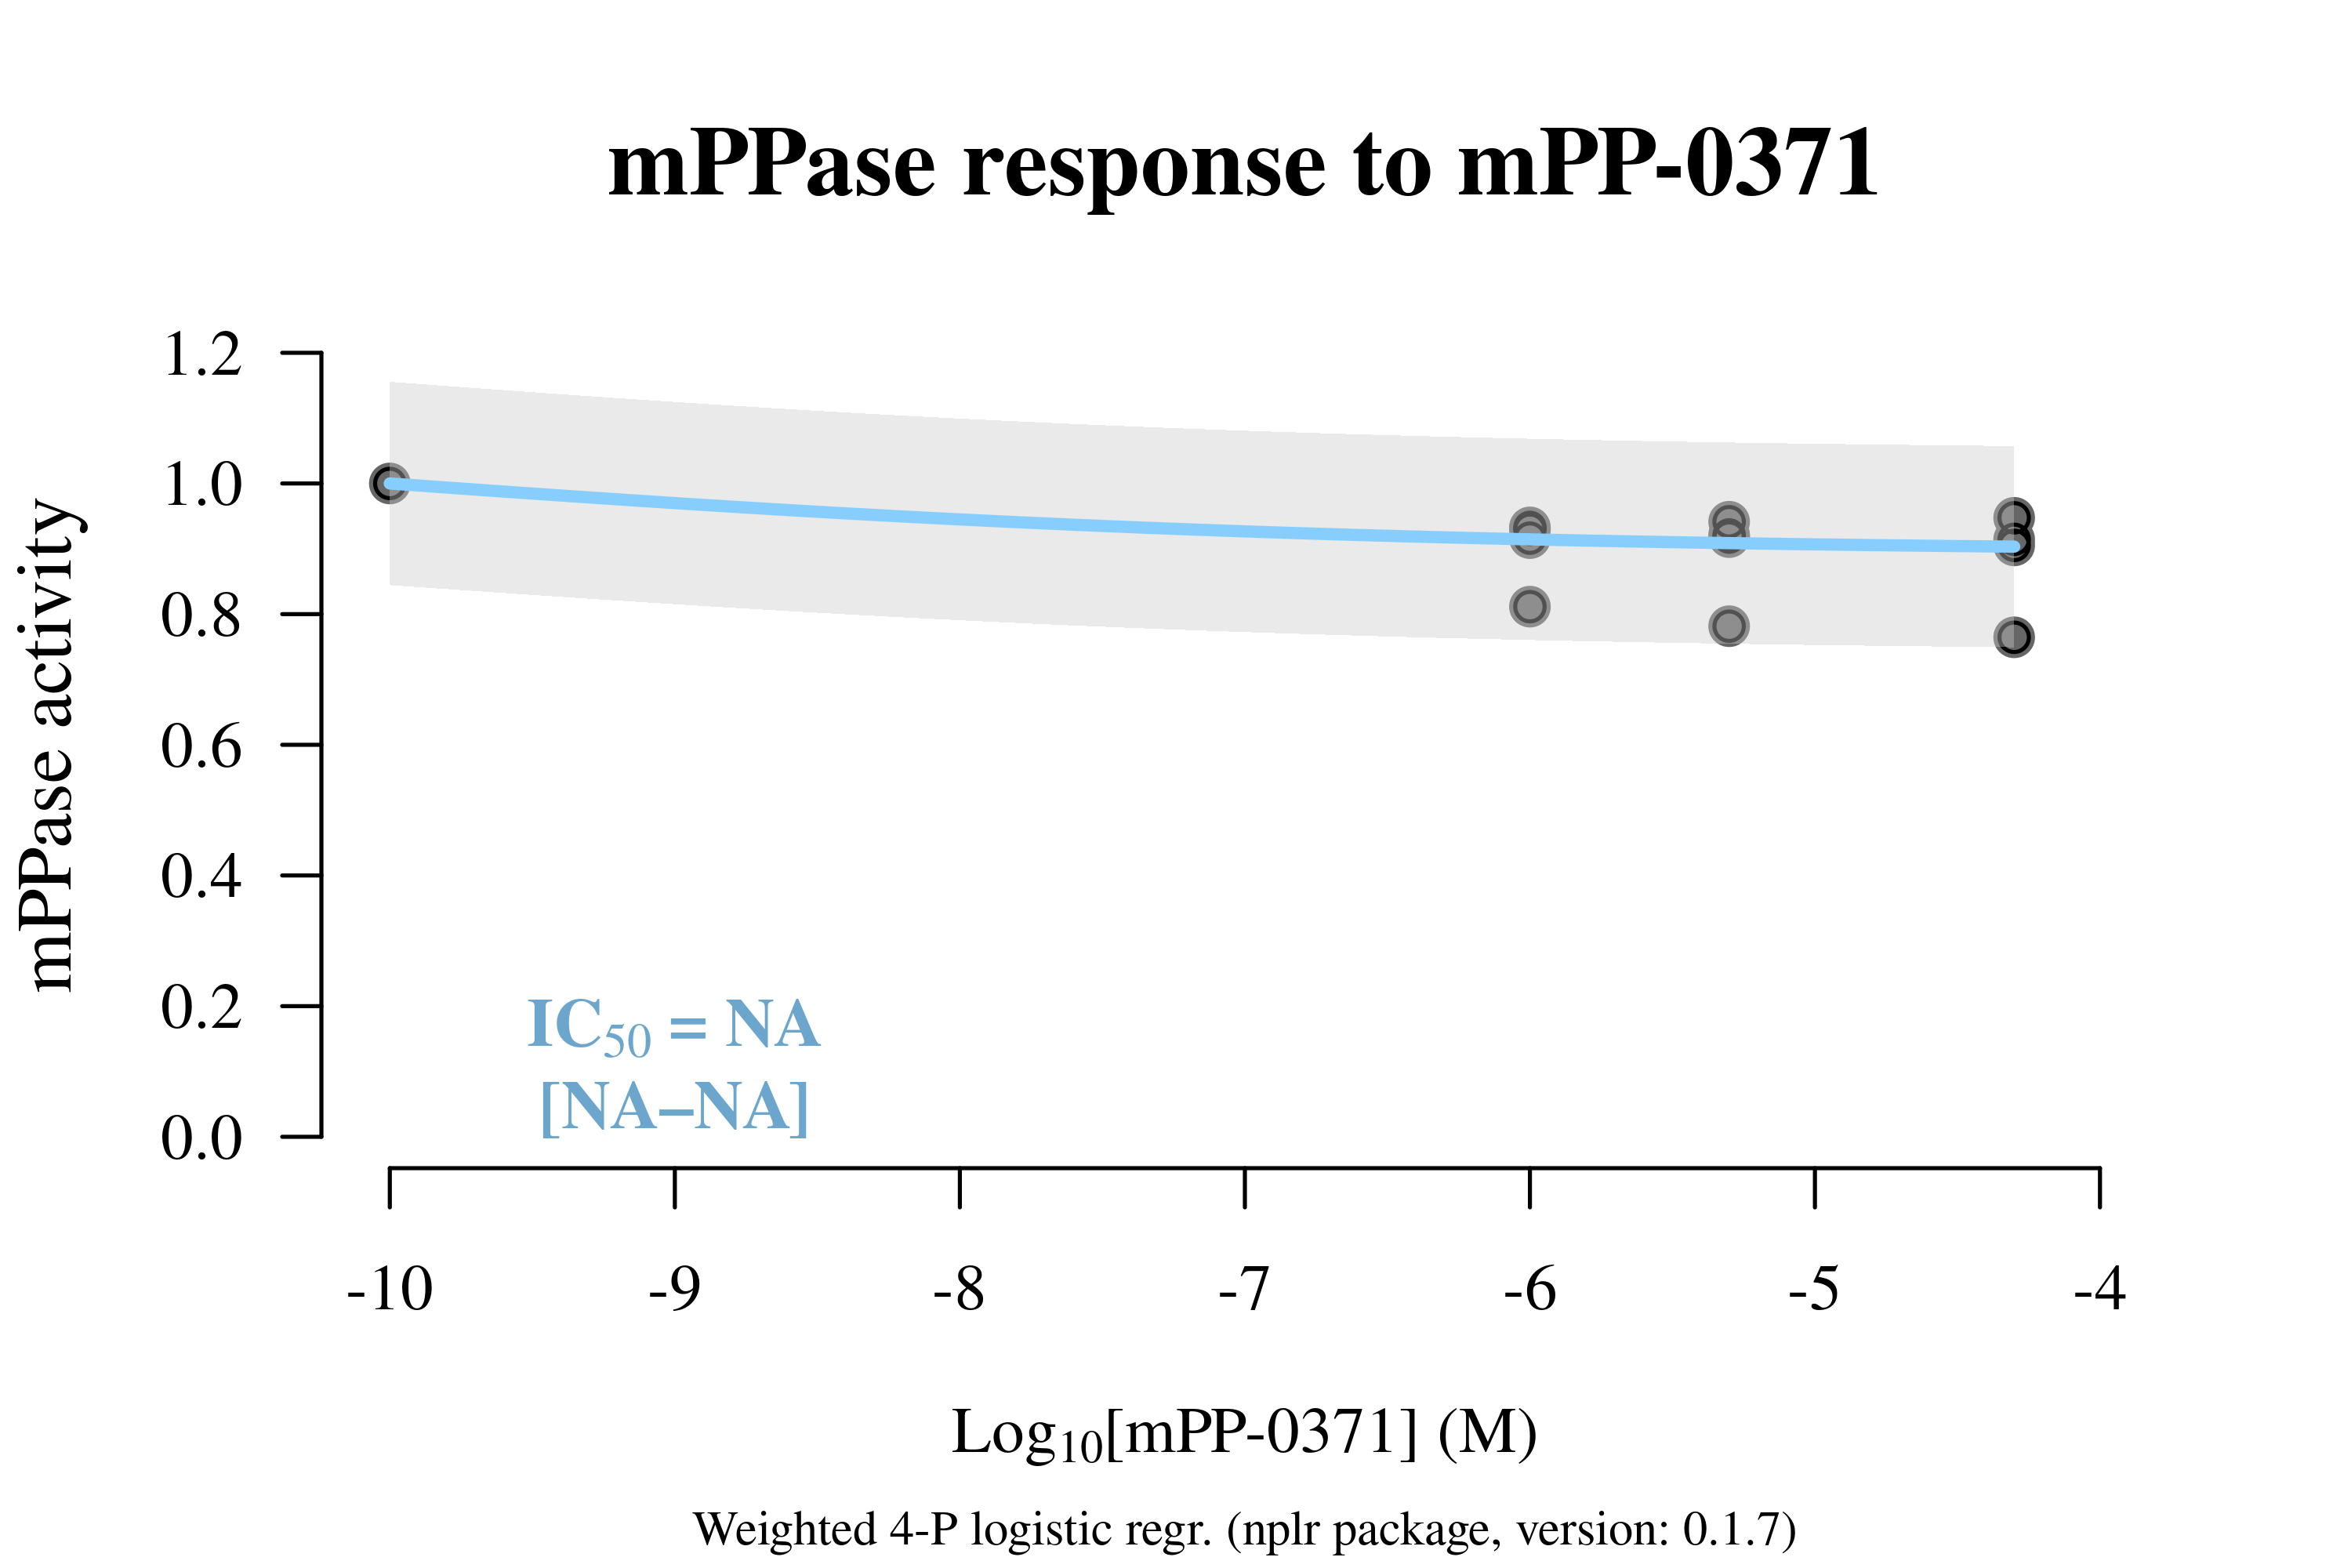 mPPase response to mPP-0371
mPPase activity
1.2
1.0
0.8
0.6
0.4
0.2
0.0
IC50 = NA
[NA–NA]
-10 -9 -8 -7 -6 -5 -4
Log10[mPP-0371] (M)
Weighted 4-P logistic regr. (nplr package, version: 0.1.7)